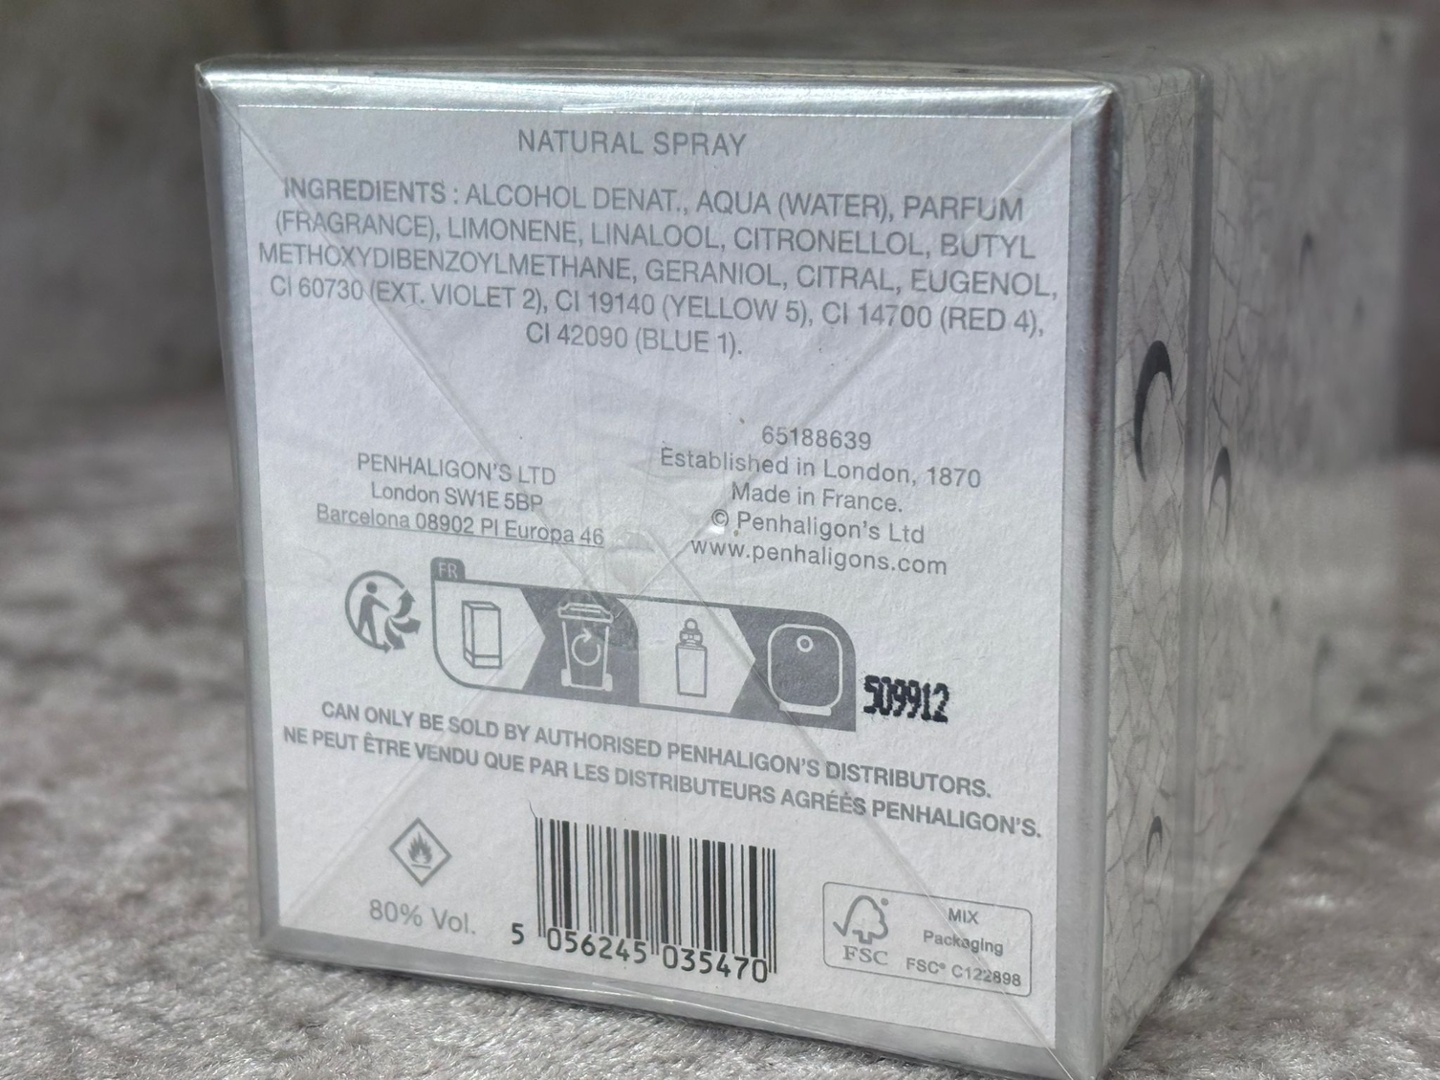 NATURAL SPRAY
INGREDIENTS : ALCOHOL DENAT., AQUA (WATER), PARFUM
(FRAGRANCE), LIMONENE, LINALOOL, CITRONELLOL, BUTYL
METHOXYDIBENZOYLMETHANE, GERANIOL, CITRAL, EUGENOL,
CI 60730 (EXT. VIOLET 2), CI 19140 (YELLOW 5), CI 14700 (RED 4),
CI 42090 (BLUE 1).
PENHALIGON'S LTD
London SW1E 5BP
Barcelona 08902 Pl Europa 46
65188639
Established in London, 1870
Made in France.
© Penhaligon's Ltd
www.penhaligons.com
FR
509912
CAN ONLY BE SOLD BY AUTHORISED PENHALIGON'S DISTRIBUTORS.
NE PEUT ÊTRE VENDU QUE PAR LES DISTRIBUTEURS AGRÉÉS PENHALIGON'S.
80% Vol.
5 056245 035470
FSC
MIX
Packaging
FSC® C122898